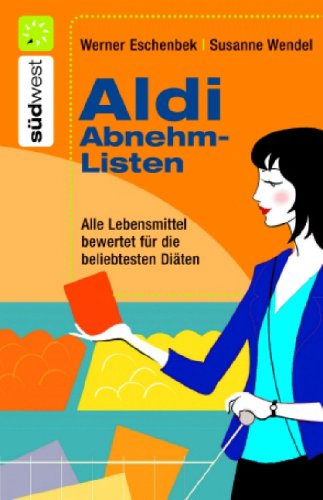 südwest
Werner Eschenbek | Susanne Wendel
Aldi
Abnehm-
Listen
Alle Lebensmittel
bewertet für die
beliebtesten Diäten